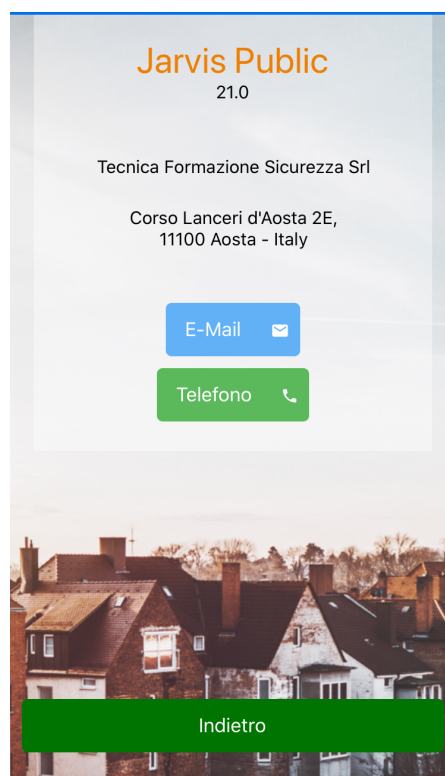 Jarvis Public
21.0
Tecnica Formazione Sicurezza Srl
Corso Lanceri d'Aosta 2E,
11100 Aosta - Italy
E-Mail
Telefono
Indietro